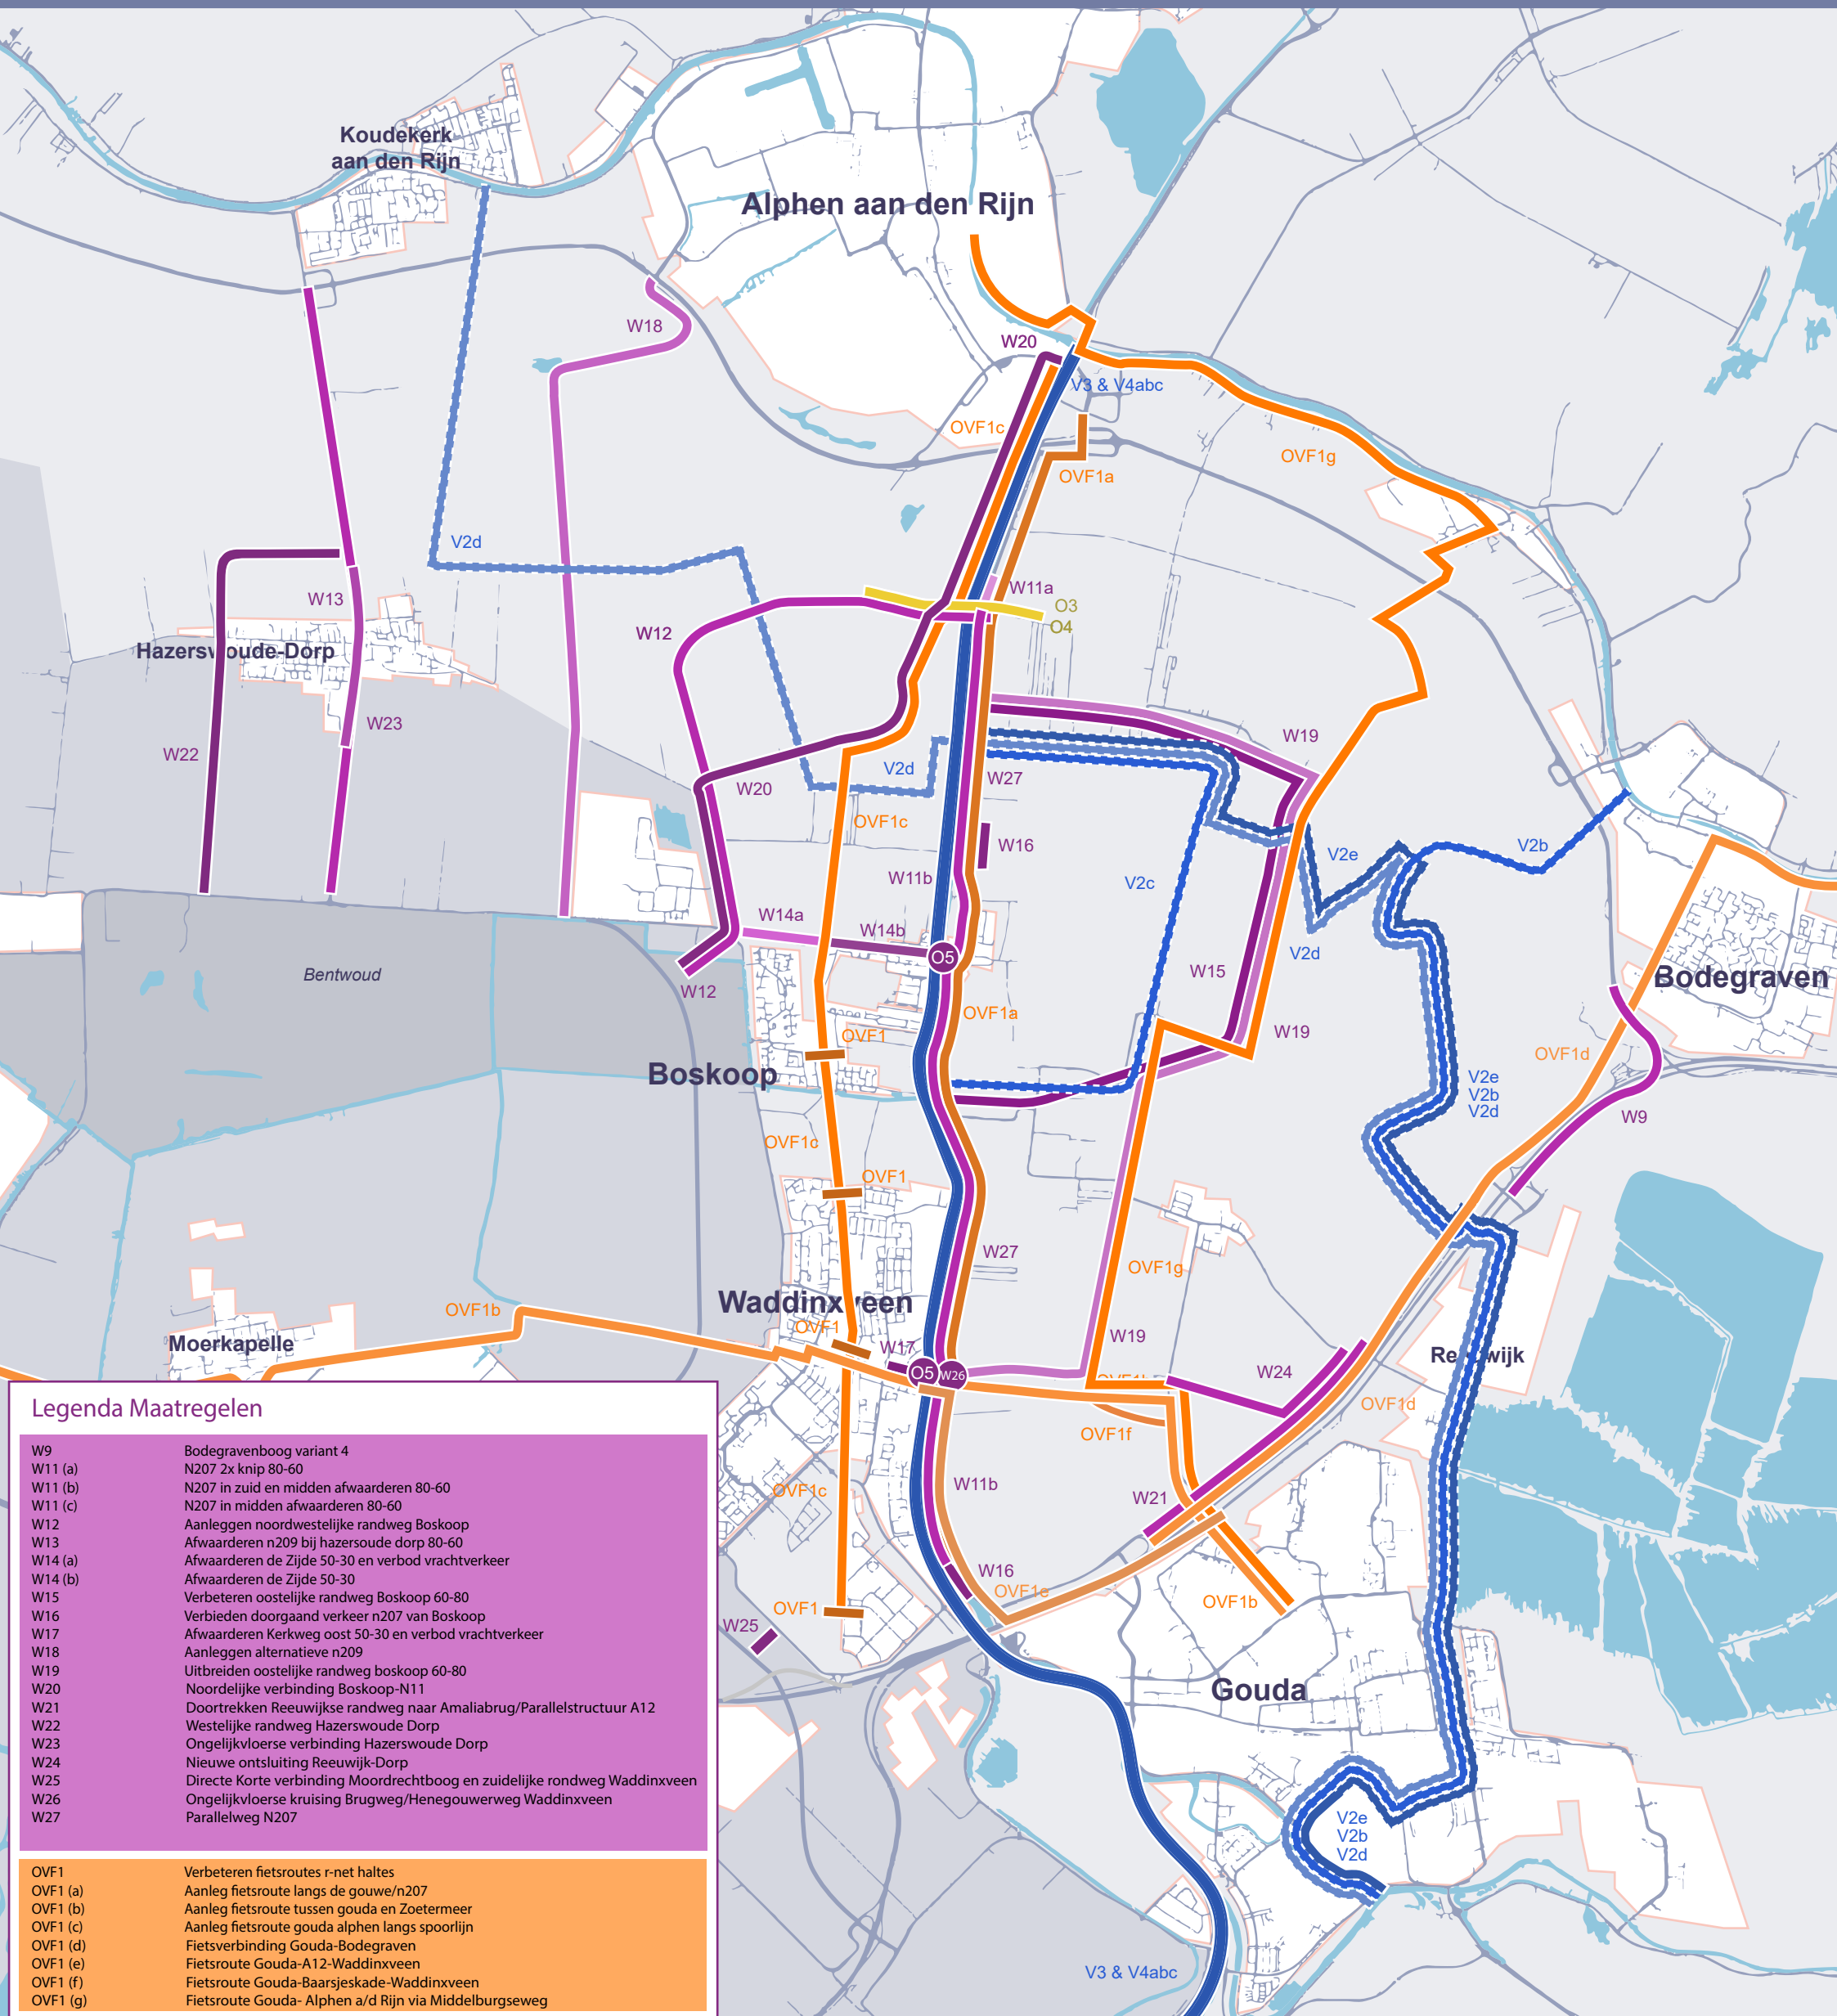 Koudekerk
aan den Rijn
Alphen aan den Rijn
W18
W20
V3 & V4abc
OVF1c
OVF1g
OVF1a
V2d
W11a
O3
O4
W13
W12
Hazerswoude-Dorp
W23
W22
W19
W20
V2d
W27
OVF1c
W16
V2e
V2b
W11b
V2c
W14a
W14b
O5
V2d
Bentwoud
W12
W15
Bodegraven
OVF1a
OVF1
W19
OVF1d
Boskoop
V2e
V2b
V2d
W9
OVF1c
OVF1
W27
OVF1g
Waddinxveen
OVF1b
OVF1
W19
Moerkapelle
W17
O5
W26
W24
OVF1d
OVF1f
OVF1c
W11b
W21
W16
OVF1e
OVF1
OVF1b
W25
Gouda
V2e
V2b
V2d
V3 & V4abc
Legenda Maatregelen
W9 Bodegravenboog variant 4
W11 (a) N207 2x knip 80-60
W11 (b) N207 in zuid en midden afwaarderen 80-60
W11 (c) N207 in midden afwaarderen 80-60
W12 Aanleggen noordwestelijke randweg Boskoop
W13 Afwaarderen n209 bij hazersoude dorp 80-60
W14 (a) Afwaarderen de Zijde 50-30 en verbod vrachtverkeer
W14 (b) Afwaarderen de Zijde 50-30
W15 Verbeteren oostelijke randweg Boskoop 60-80
W16 Verbieden doorgaand verkeer n207 van Boskoop
W17 Afwaarderen Kerkweg oost 50-30 en verbod vrachtverkeer
W18 Aanleggen alternatieve n209
W19 Uitbreiden oostelijke randweg boskoop 60-80
W20 Noordelijke verbinding Boskoop-N11
W21 Doortrekken Reeuwijkse randweg naar Amaliabrug/Parallelstructuur A12
W22 Westelijke randweg Hazerswoude Dorp
W23 Ongelijkvloerse verbinding Hazerswoude Dorp
W24 Nieuwe ontsluiting Reeuwijk-Dorp
W25 Directe Korte verbinding Moordrechtboog en zuidelijke rondweg Waddinxveen
W26 Ongelijkvloerse kruising Brugweg/Henegouwerweg Waddinxveen
W27 Parallelweg N207
OVF1 Verbeteren fietsroutes r-net haltes
OVF1 (a) Aanleg fietsroute langs de gouwe/n207
OVF1 (b) Aanleg fietsroute tussen gouda en Zoetermeer
OVF1 (c) Aanleg fietsroute gouda alphen langs spoorlijn
OVF1 (d) Fietsverbinding Gouda-Bodegraven
OVF1 (e) Fietsroute Gouda-A12-Waddinxveen
OVF1 (f) Fietsroute Gouda-Baarsjeskade-Waddinxveen
OVF1 (g) Fietsroute Gouda- Alphen a/d Rijn via Middelburgseweg